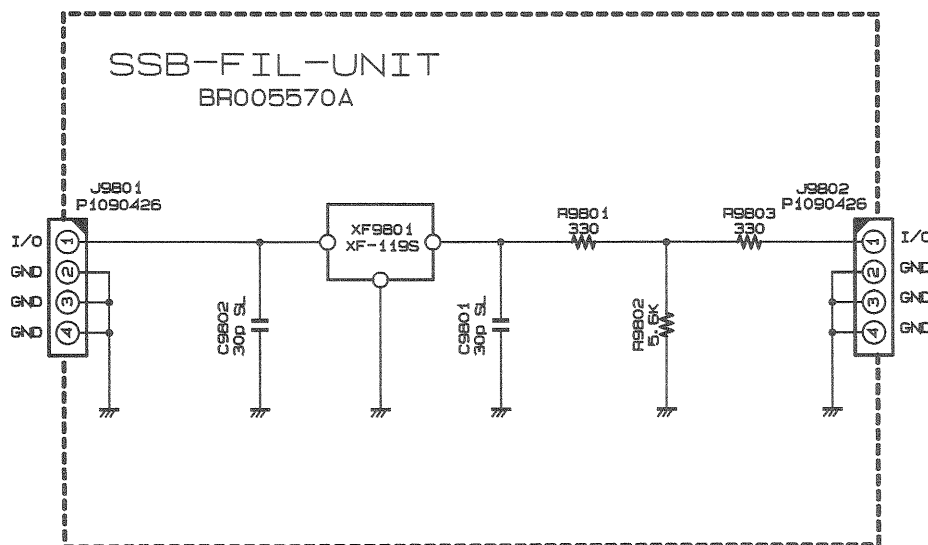 SSB-FIL-UNIT
BR005570A
J9801
P1090426
I/O
1
GND
2
GND
3
GND
4
XF9801
XF-119S
C9802
30p SL
C9801
30p SL
R9801
330
R9802
5.6K
R9803
330
J9802
P1090426
1
I/O
2
GND
3
GND
4
GND